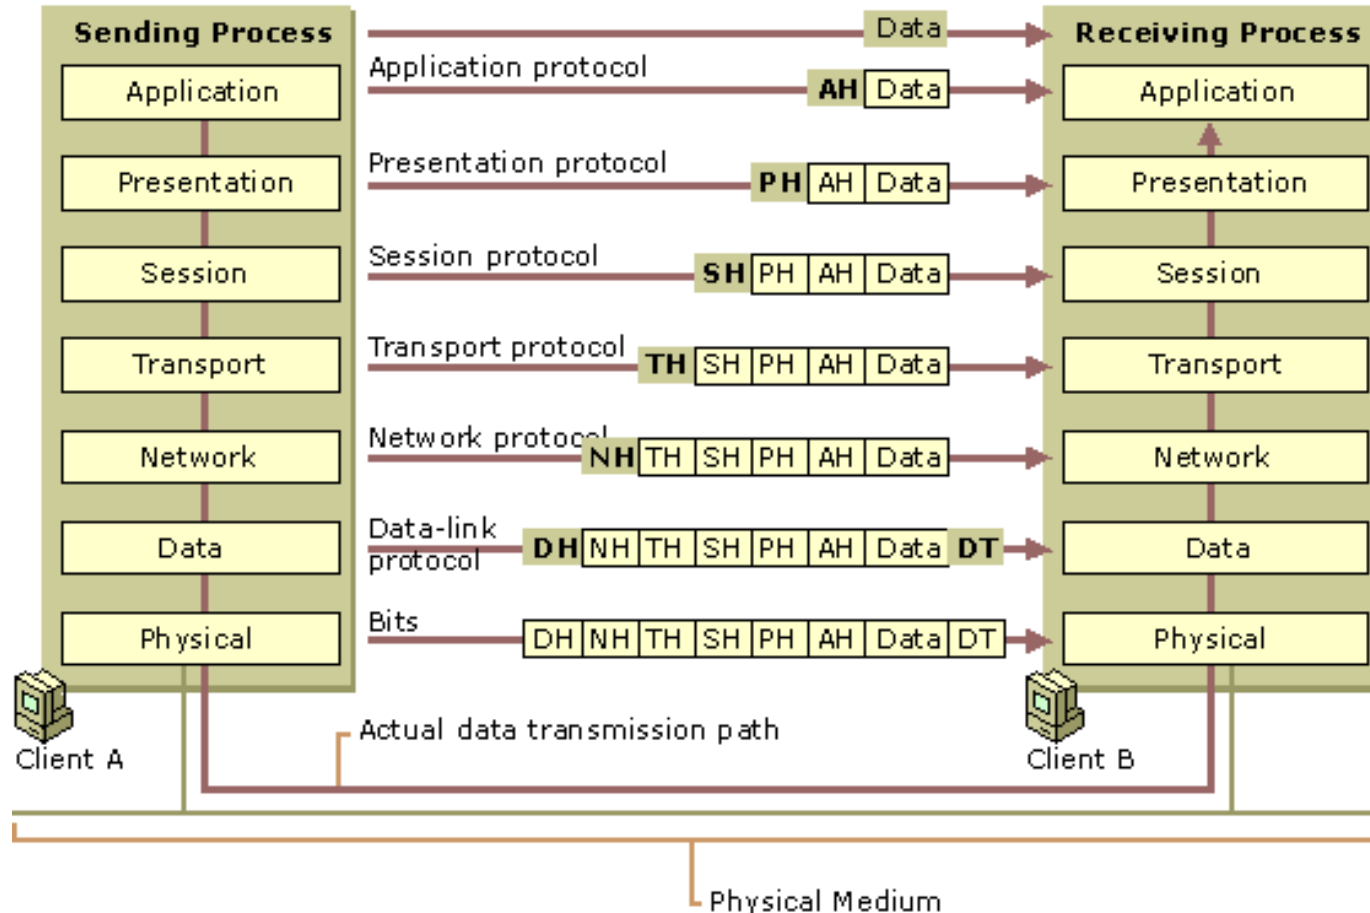 Sending Process
Data
Receiving Process
Application protocol
Application
AH Data
Application
Presentation protocol
Presentation
PH AH Data
Presentation
Session protocol
Session
SH PH AH Data
Session
Transport protocol
Transport
TH SH PH AH Data
Transport
Network protocol
Network
NH TH SH PH AH Data
Network
Data-link
protocol
Data
DH NH TH SH PH AH Data DT
Data
Bits
Physical
DH NH TH SH PH AH Data DT
Physical
Actual data transmission path
Client A
Client B
Physical Medium